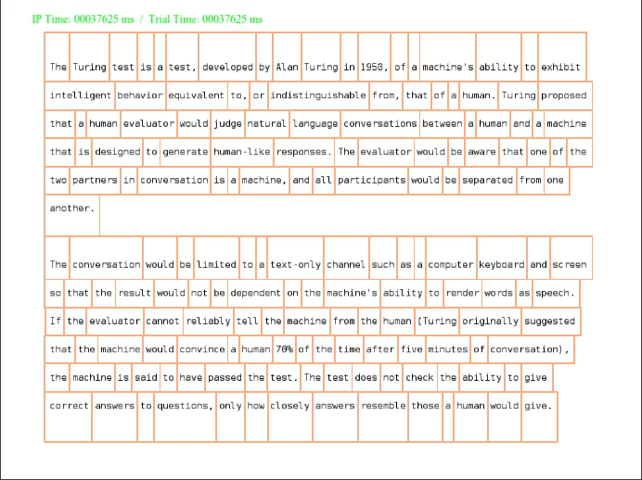 IP Time: 00037625 ms / Trial Time: 00037625 ms
The Turing test is a test, developed by Alan Turing in 1950, of a machine's ability to exhibit
intelligent behavior equivalent to, or indistinguishable from, that of a human. Turing proposed
that a human evaluator would judge natural language conversations between a human and a machine
that is designed to generate human-like responses. The evaluator would be aware that one of the
two partners in conversation is a machine, and all participants would be separated from one
another.
The conversation would be limited to a text-only channel such as a computer keyboard and screen
so that the result would not be dependent on the machine's ability to render words as speech.
If the evaluator cannot reliably tell the machine from the human (Turing originally suggested
that the machine would convince a human 70% of the time after five minutes of conversation),
the machine is said to have passed the test. The test does not check the ability to give
correct answers to questions, only how closely answers resemble those a human would give.